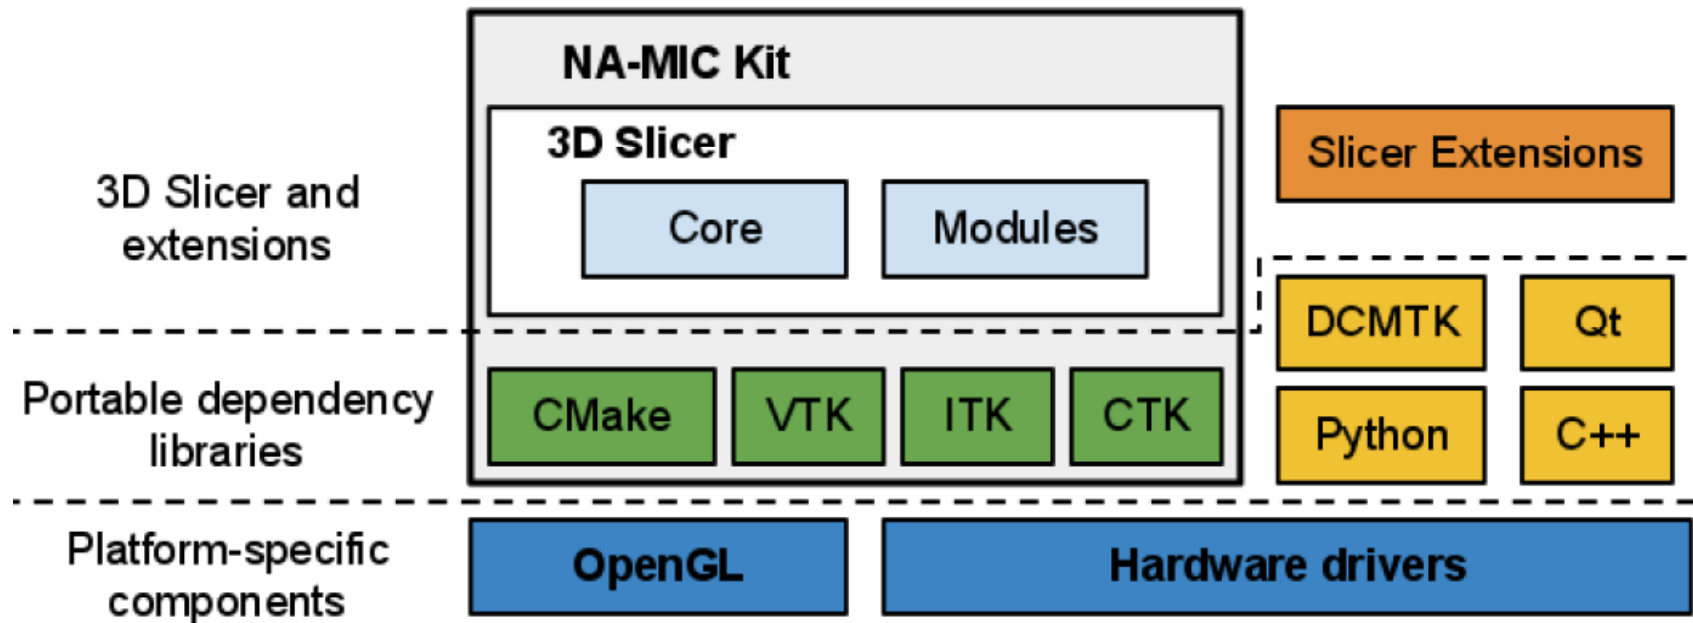 NA-MIC Kit
3D Slicer
Core
Modules
Slicer Extensions
3D Slicer and
extensions
DCMTK
Qt
Portable dependency
libraries
CMake
VTK
ITK
CTK
Python
C++
Platform-specific
components
OpenGL
Hardware drivers